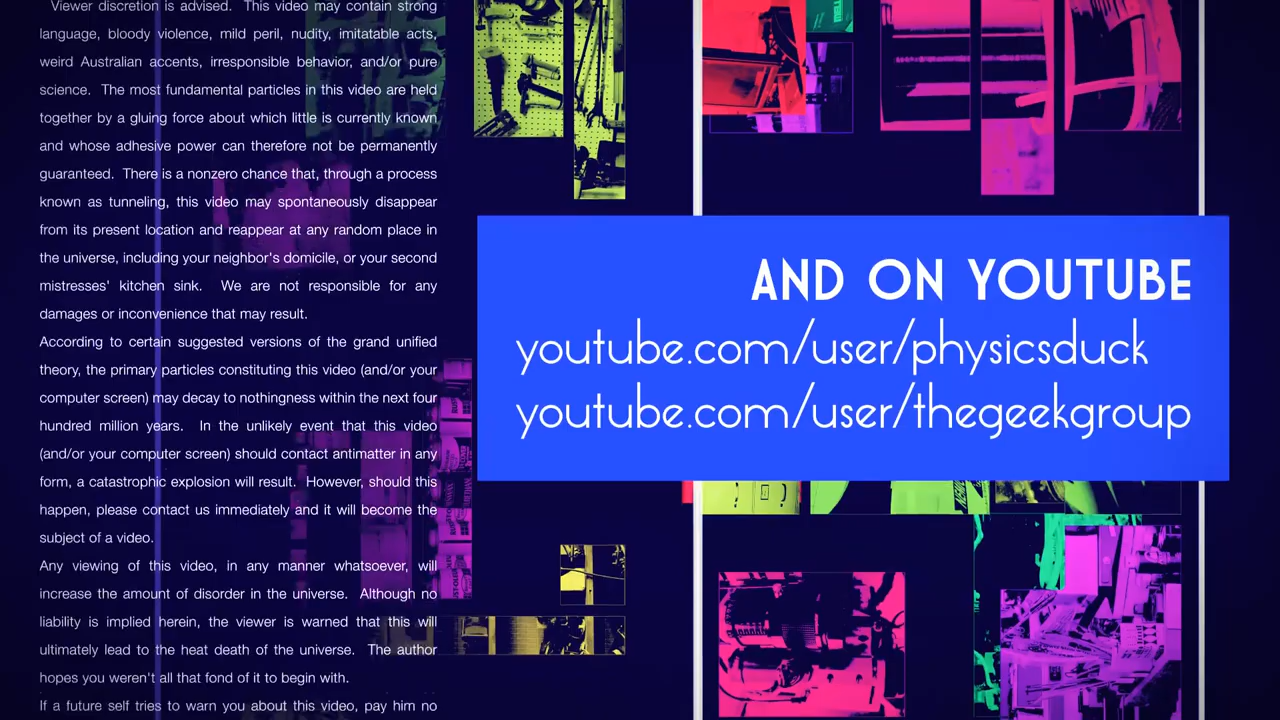 Viewer discretion is advised. This video may contain strong
language, bloody violence, mild peril, nudity, imitatable acts,
weird Australian accents, irresponsible behavior, and/or pure
science. The most fundamental particles in this video are held
together by a gluing force about which little is currently known
and whose adhesive power can therefore not be permanently
guaranteed. There is a nonzero chance that, through a process
known as tunneling, this video may spontaneously disappear
from its present location and reappear at any random place in
the universe, including your neighbor's domicile, or your second
mistresses' kitchen sink. We are not responsible for any
damages or inconvenience that may result.
According to certain suggested versions of the grand unified
theory, the primary particles constituting this video (and/or your
computer screen) may decay to nothingness within the next four
hundred million years. In the unlikely event that this video
(and/or your computer screen) should contact antimatter in any
form, a catastrophic explosion will result. However, should this
happen, please contact us immediately and it will become the
subject of a video.
Any viewing of this video, in any manner whatsoever, will
increase the amount of disorder in the universe. Although no
liability is implied herein, the viewer is warned that this will
ultimately lead to the heat death of the universe. The author
hopes you weren't all that fond of it to begin with.
If a future self tries to warn you about this video, pay him no
AND ON YOUTUBE
youtube.com/user/physicsduck
youtube.com/user/thegeekgroup